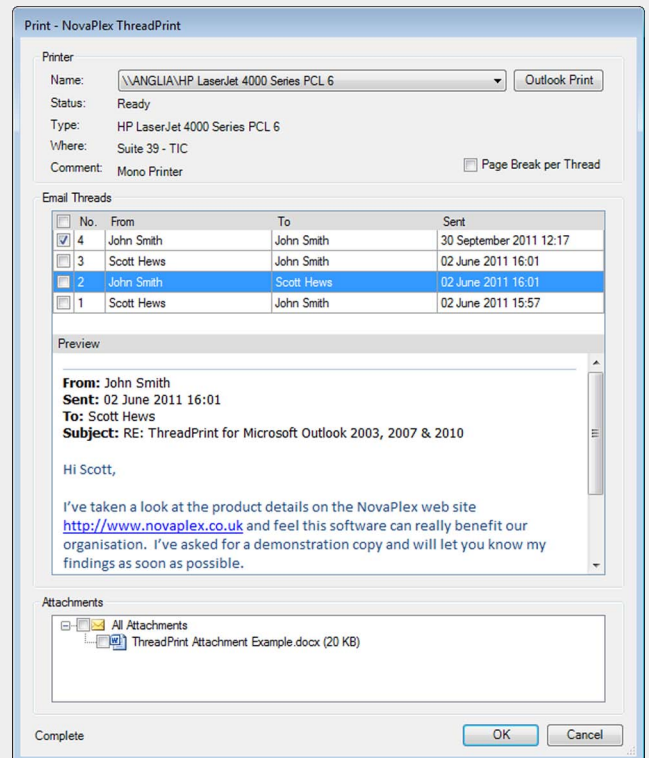 Print - NovaPlex ThreadPrint
Printer
Name: \\ANGLIA\HP LaserJet 4000 Series PCL 6 Outlook Print
Status: Ready
Type: HP LaserJet 4000 Series PCL 6
Where: Suite 39 - TIC
Comment: Mono Printer Page Break per Thread
Email Threads
No. From To Sent
4 John Smith John Smith 30 September 2011 12:17
3 Scott Hews John Smith 02 June 2011 16:01
2 John Smith Scott Hews 02 June 2011 16:01
1 Scott Hews John Smith 02 June 2011 15:57
Preview
From: John Smith
Sent: 02 June 2011 16:01
To: Scott Hews
Subject: RE: ThreadPrint for Microsoft Outlook 2003, 2007 & 2010
Hi Scott,
I've taken a look at the product details on the NovaPlex web site
http://www.novaplex.co.uk and feel this software can really benefit our
organisation.  I've asked for a demonstration copy and will let you know my
findings as soon as possible.
Attachments
All Attachments
ThreadPrint Attachment Example.docx (20 KB)
Complete OK Cancel